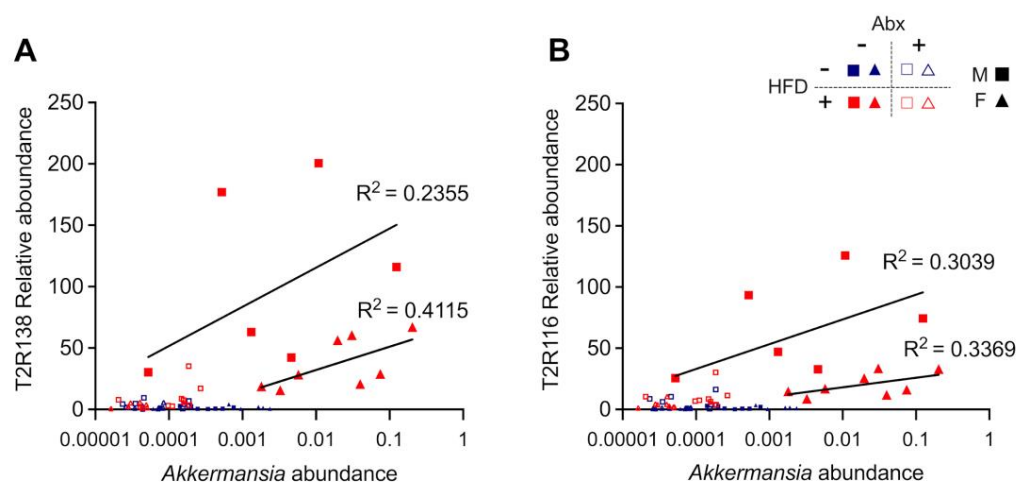 A
B
Abx
- +
- M
HFD
+ F
T2R138 Relative abundance
250
200
150
100
50
0
R² = 0.2355
R² = 0.4115
0.00001 0.0001 0.001 0.01 0.1 1
Akkermansia abundance
T2R116 Relative abundance
250
200
150
100
50
0
R² = 0.3039
R² = 0.3369
0.00001 0.0001 0.001 0.01 0.1 1
Akkermansia abundance